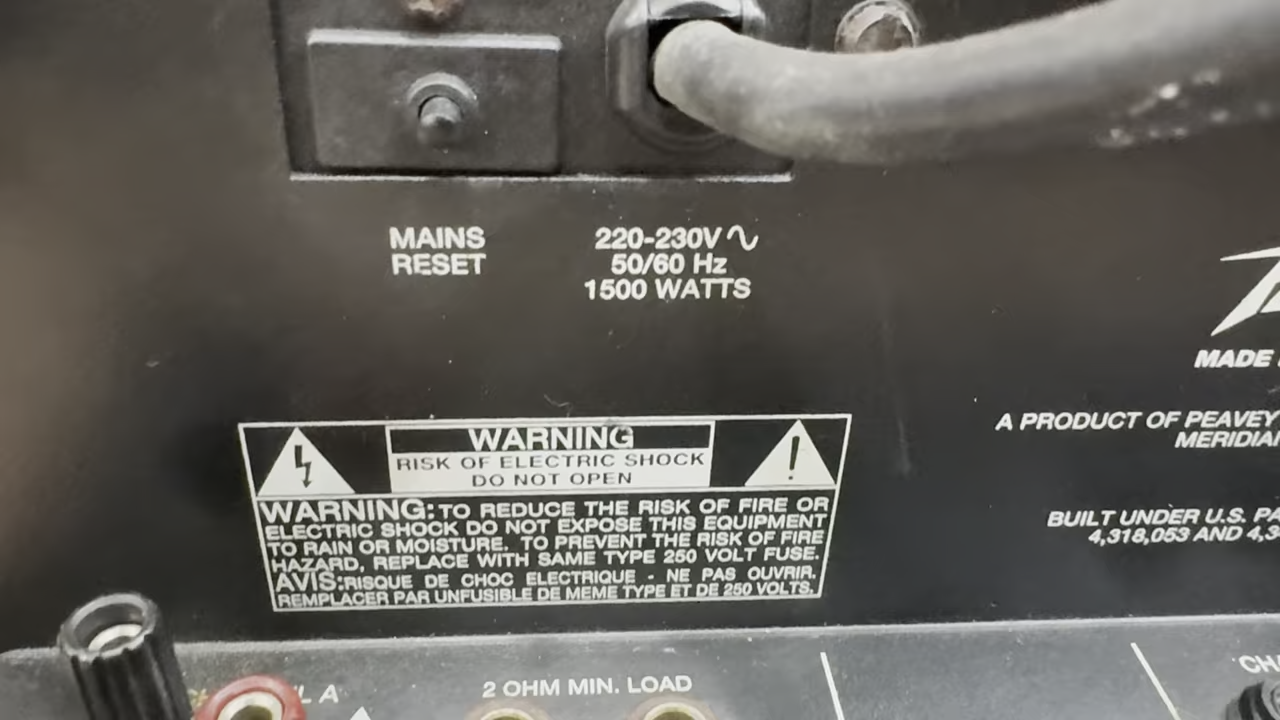 MAINS
RESET
220-230V
50/60 Hz
1500 WATTS
MADE
A PRODUCT OF PEAVEY
WARNING
RISK OF ELECTRIC SHOCK
DO NOT OPEN
WARNING: TO REDUCE THE RISK OF FIRE OR
ELECTRIC SHOCK DO NOT EXPOSE THIS EQUIPMENT
TO RAIN OR MOISTURE. TO PREVENT THE RISK OF FIRE
HAZARD, REPLACE WITH SAME TYPE 250 VOLT FUSE.
AVIS: RISQUE DE CHOC ELECTRIQUE - NE PAS OUVRIR.
REMPLACER PAR UNFUSIBLE DE MEME TYPE ET DE 250 VOLTS.
BUILT UNDER U.S.
4,318,053 AND
A
2 OHM MIN. LOAD